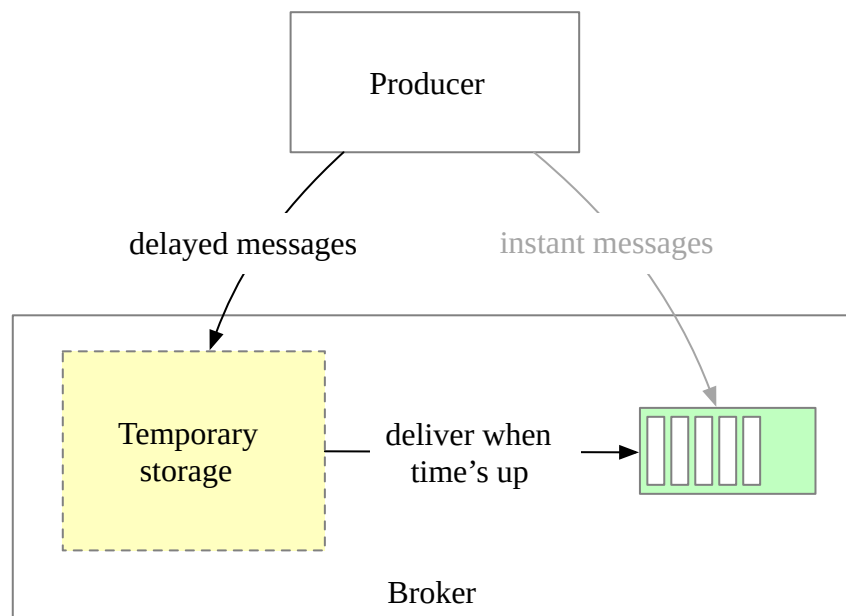 Producer
delayed messages
instant messages
Temporary
storage
deliver when
time’s up
Broker